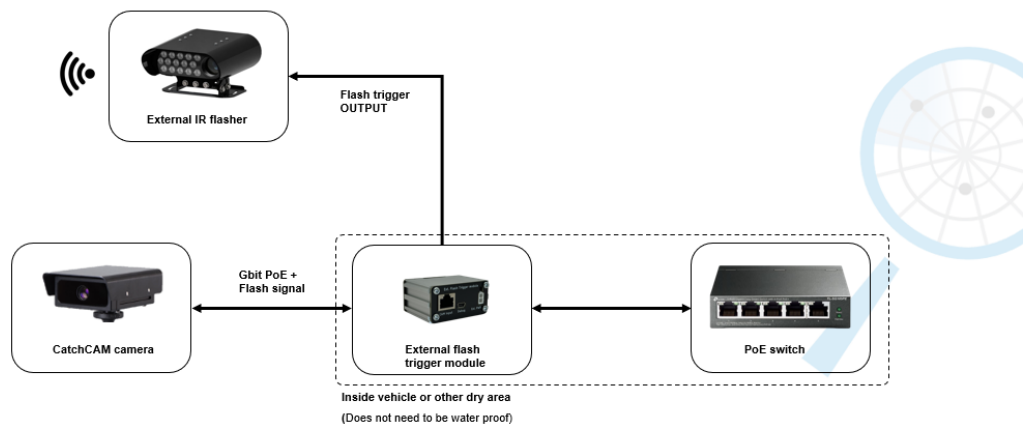 External IR flasher
Flash trigger
OUTPUT
Gbit PoE +
Flash signal
CatchCAM camera
External flash
trigger module
PoE switch
Inside vehicle or other dry area
(Does not need to be water proof)